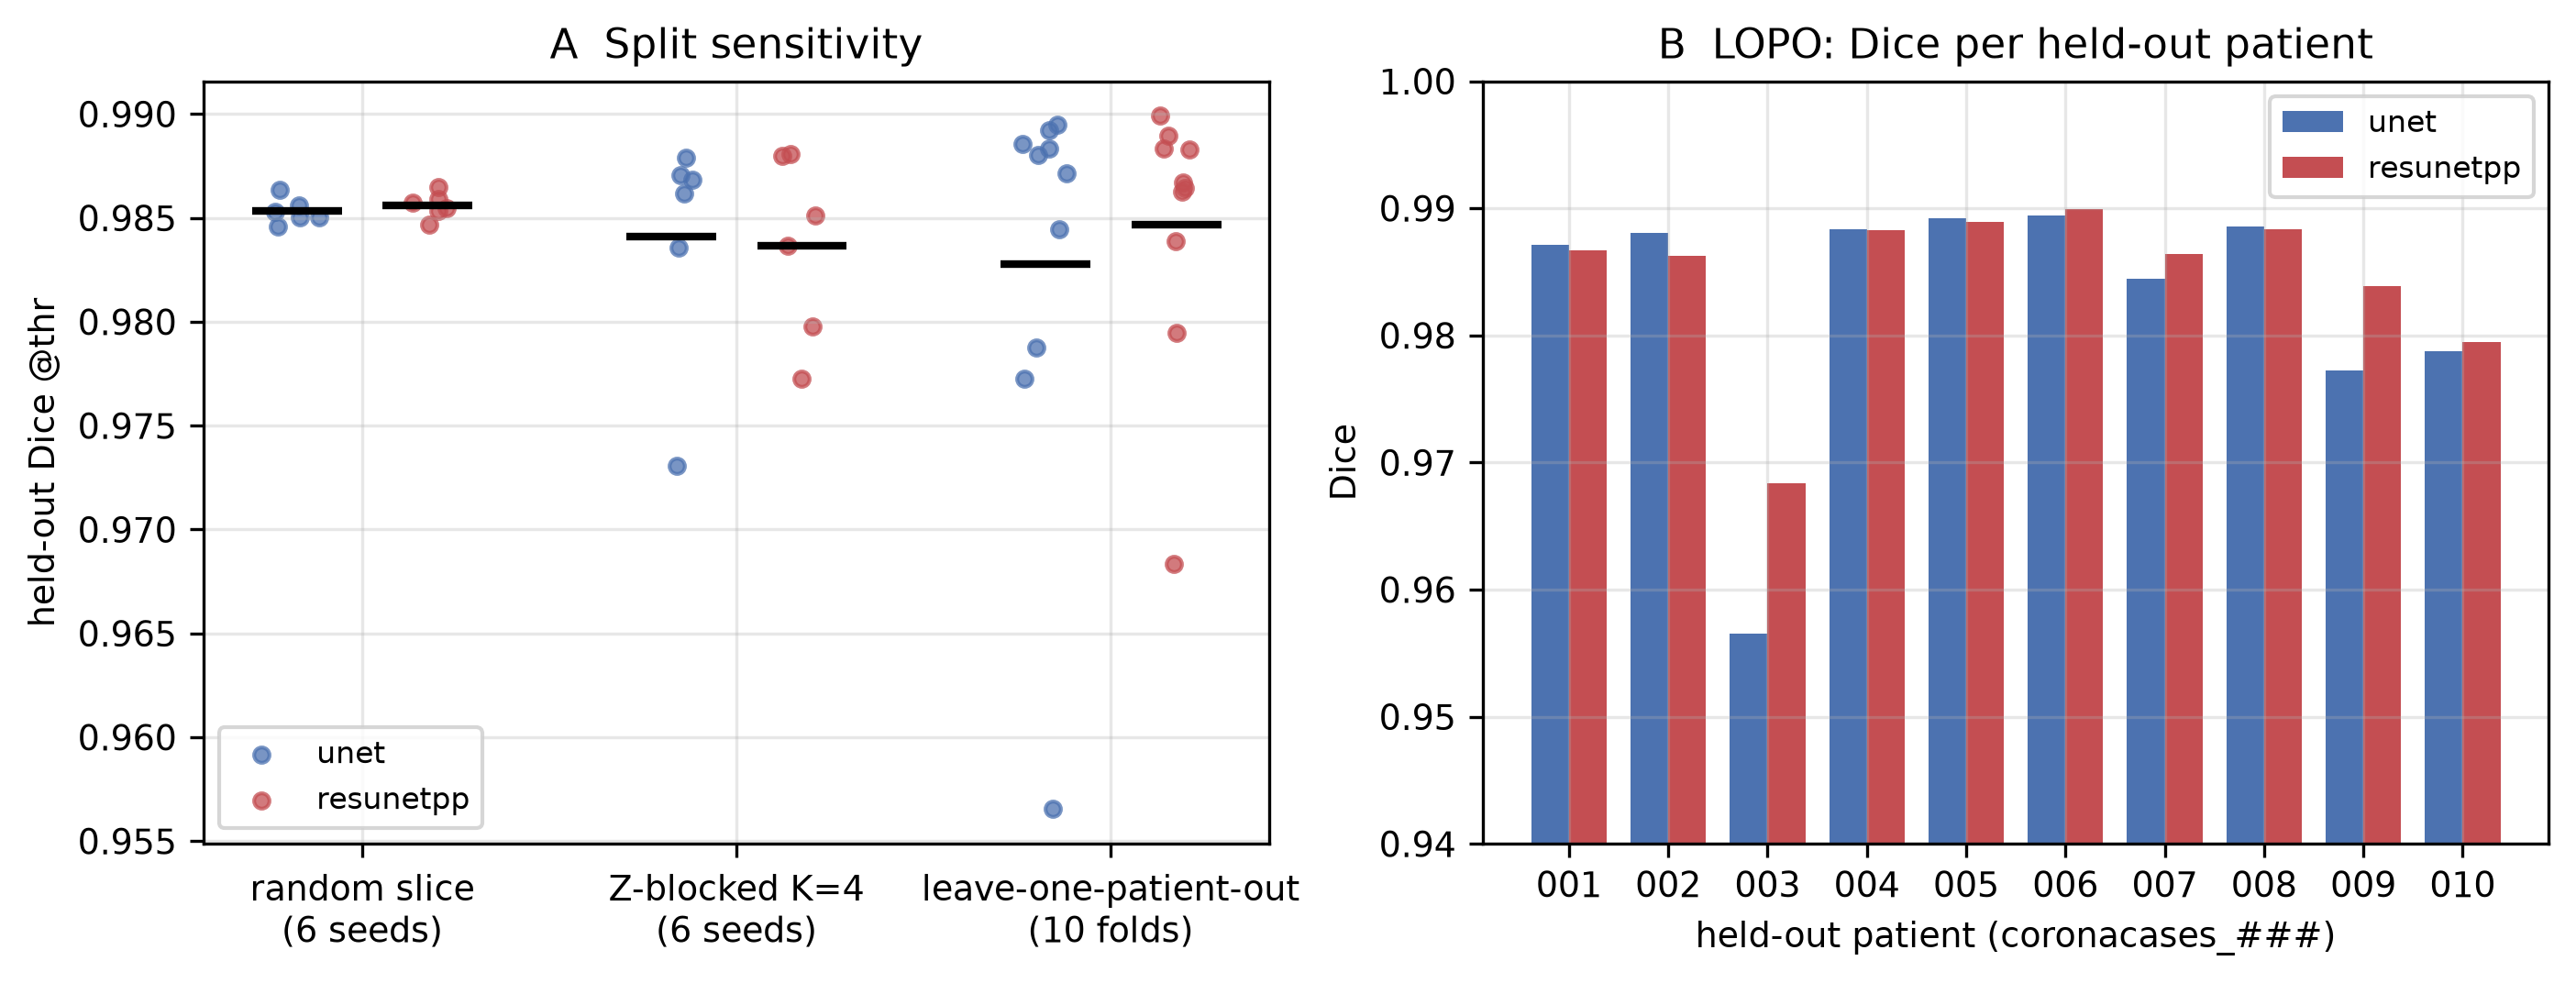 A  Split sensitivity
held-out Dice @thr
0.990
0.985
0.980
0.975
0.970
0.965
0.960
0.955
unet
resunetpp
random slice
(6 seeds)
Z-blocked K=4
(6 seeds)
leave-one-patient-out
(10 folds)
B  LOPO: Dice per held-out patient
Dice
1.00
0.99
0.98
0.97
0.96
0.95
0.94
unet
resunetpp
001 002 003 004 005 006 007 008 009 010
held-out patient (coronacases_###)